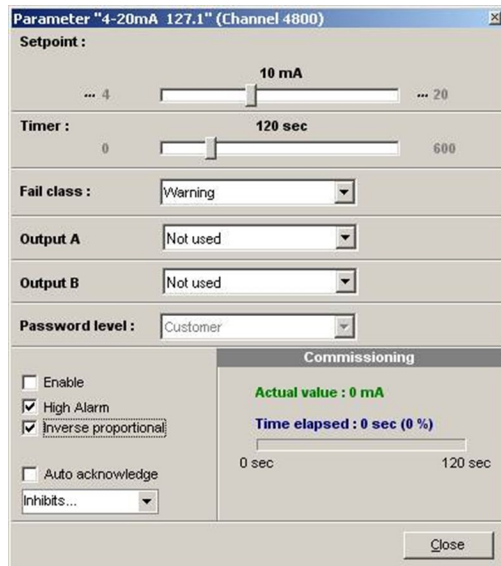 Parameter "4-20mA 127.1" (Channel 4800)
Setpoint :
10 mA
... 4
... 20
Timer :
120 sec
0
600
Fail class :
Warning
Output A
Not used
Output B
Not used
Password level :
Customer
Enable
High Alarm
Inverse proportional
Auto acknowledge
Inhibits...
Commissioning
Actual value : 0 mA
Time elapsed : 0 sec (0 %)
0 sec
120 sec
Close